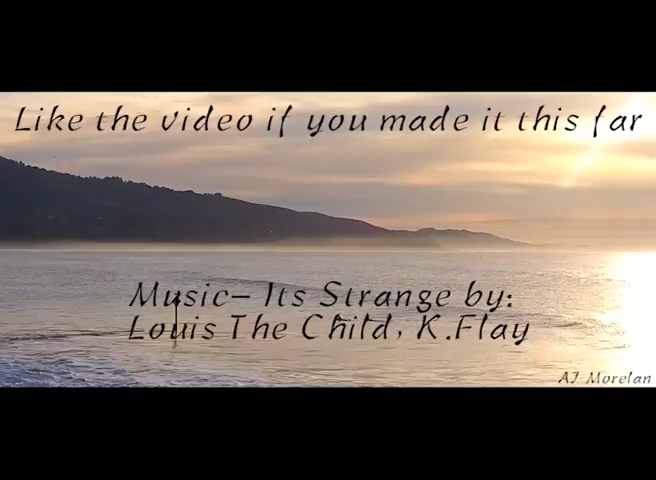 Like the video if you made it this far
Music– Its Strange by:
Louis The Child, K.Flay
AJ Morelan